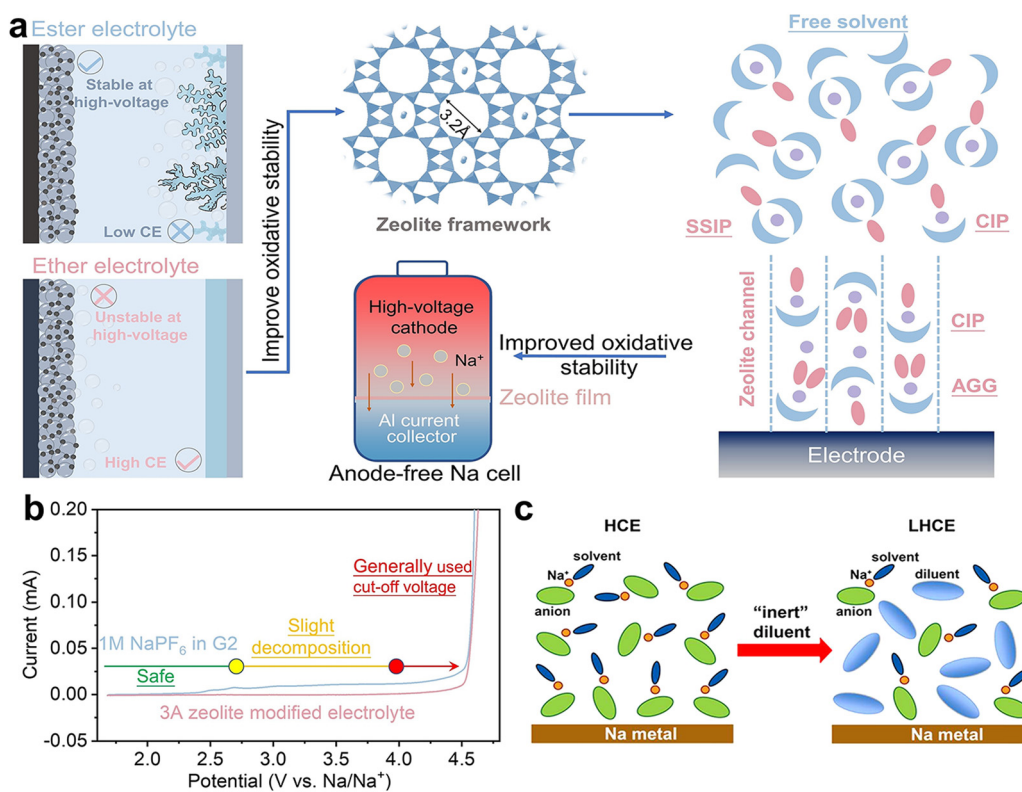 a
Ester electrolyte
Stable at
high-voltage
Low CE
Ether electrolyte
Unstable at
high-voltage
High CE
Improve oxidative stability
3.2Å
Zeolite framework
High-voltage
cathode
Na⁺
Zeolite film
Al current
collector
Anode-free Na cell
Improved oxidative
stability
Free solvent
SSIP
CIP
Zeolite channel
CIP
AGG
Electrode
b
0.20
0.15
0.10
0.05
0.00
-0.05
Current (mA)
Generally used
cut-off voltage
Slight
decomposition
1M NaPF₆ in G2
Safe
3A zeolite modified electrolyte
2.0 2.5 3.0 3.5 4.0 4.5
Potential (V vs. Na/Na⁺)
c
HCE
solvent
Na⁺
anion
Na metal
"inert"
diluent
LHCE
solvent
Na⁺
diluent
anion
Na metal